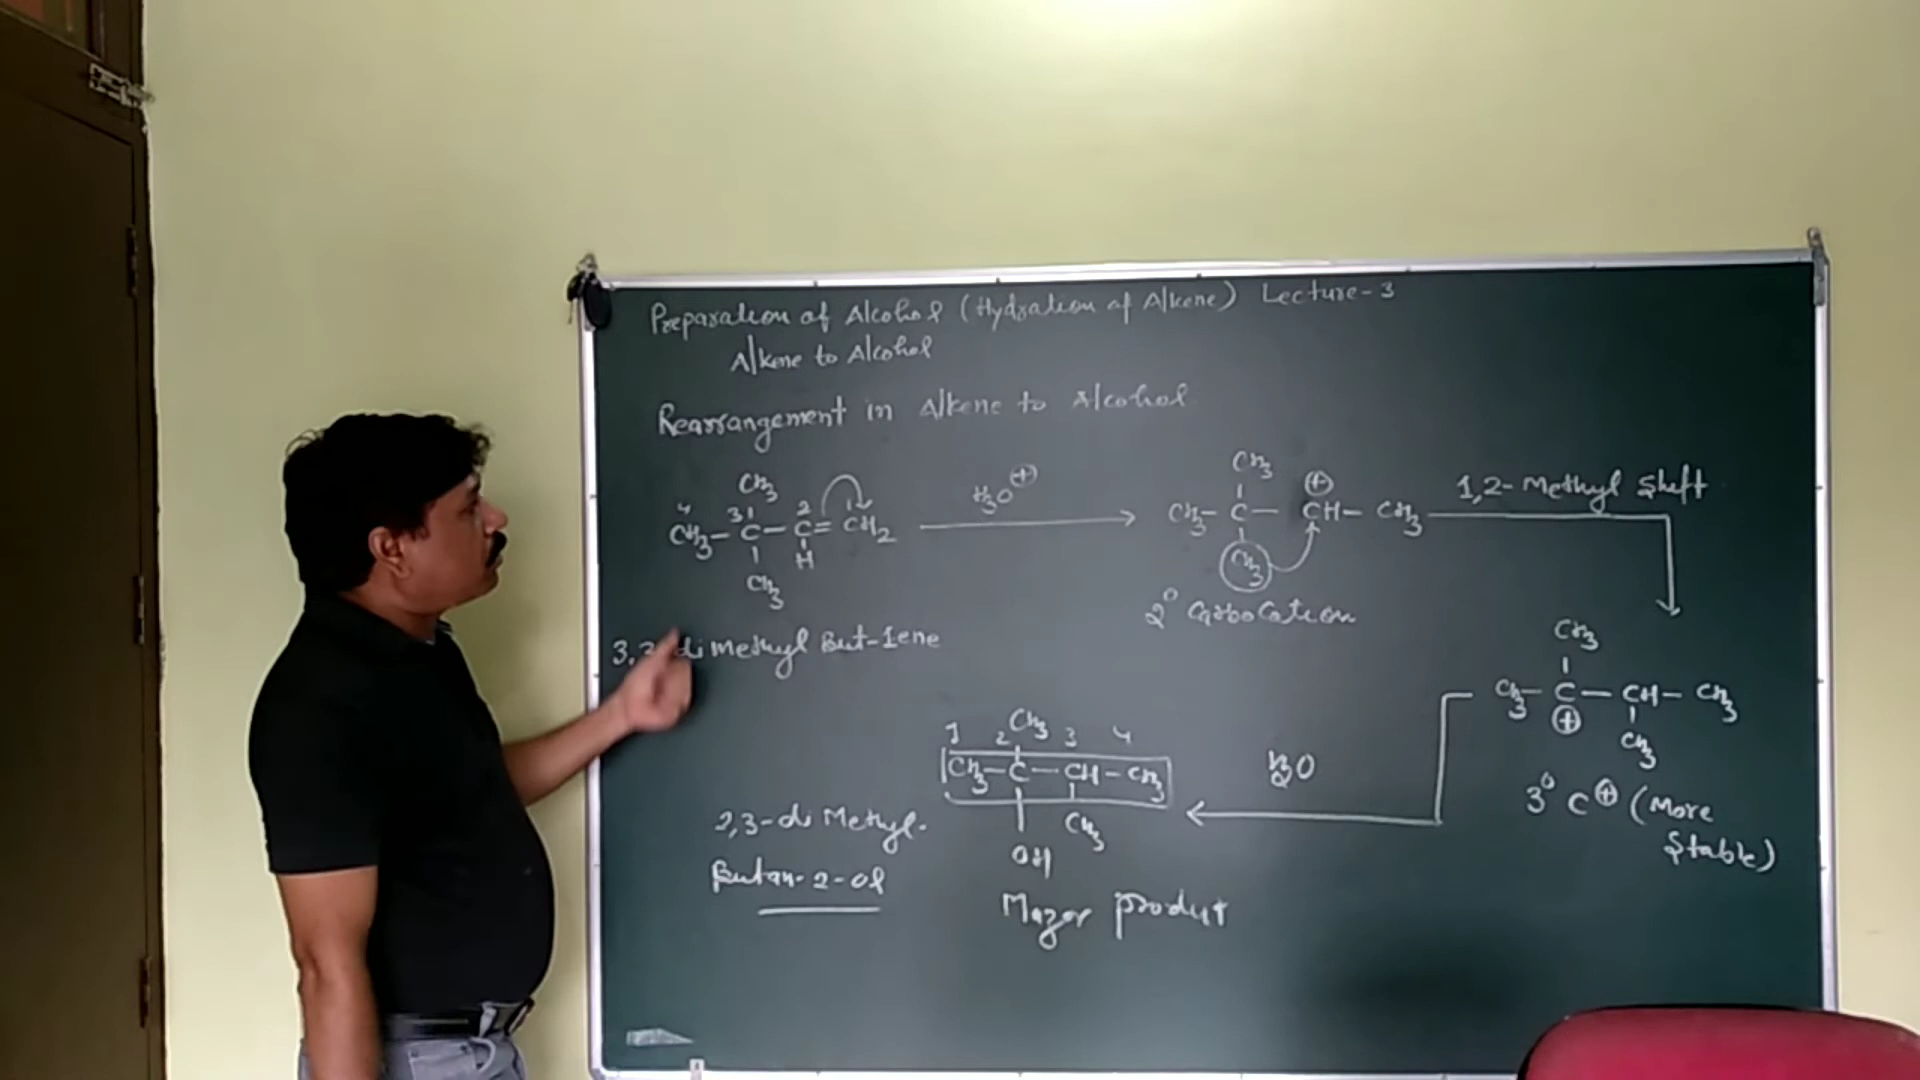 Preparation of Alcohol (Hydration of Alkene) Lecture-3
Alkene to Alcohol
Rearrangement in Alkene to Alcohol
CH3
4 3 2 1
CH3-C-C=CH2
H
CH3
3,3-di Methyl But-1ene
H3O+
CH3
+
CH3-C-CH-CH3
CH3
2° Carbocation
1,2-Methyl Shift
CH3
CH3-C-CH-CH3
+
CH3
3° C+ (More
Stable)
H2O
CH3
1 2 3 4
CH3-C-CH-CH3
CH3
OH
Major product
2,3-di Methyl-
Butan-2-ol